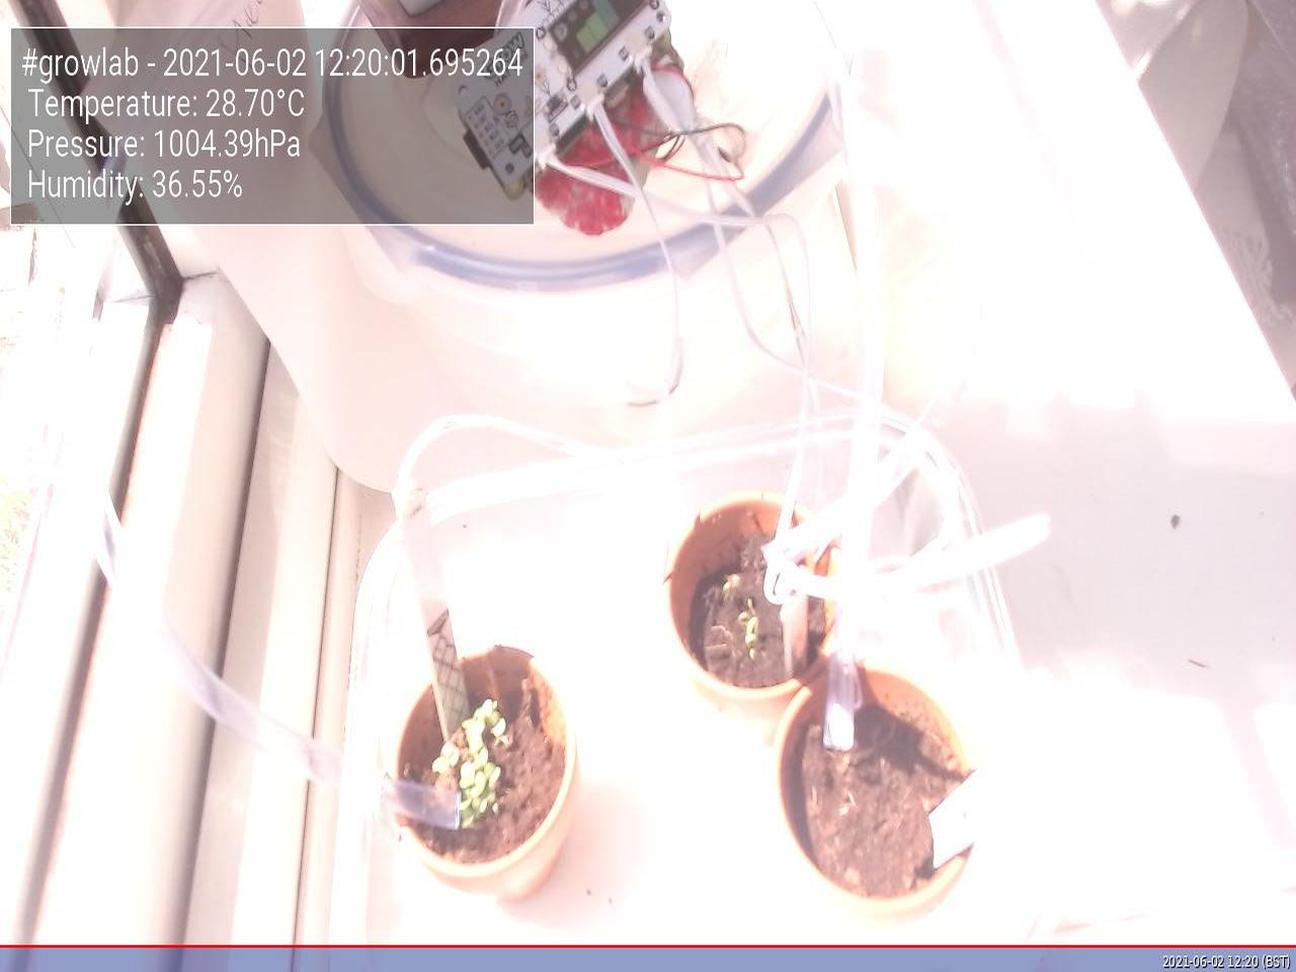 #growlab - 2021-06-02 12:20:01.695264
Temperature: 28.70°C
Pressure: 1004.39hPa
Humidity: 36.55%
2021-06-02 12:20 (BST)